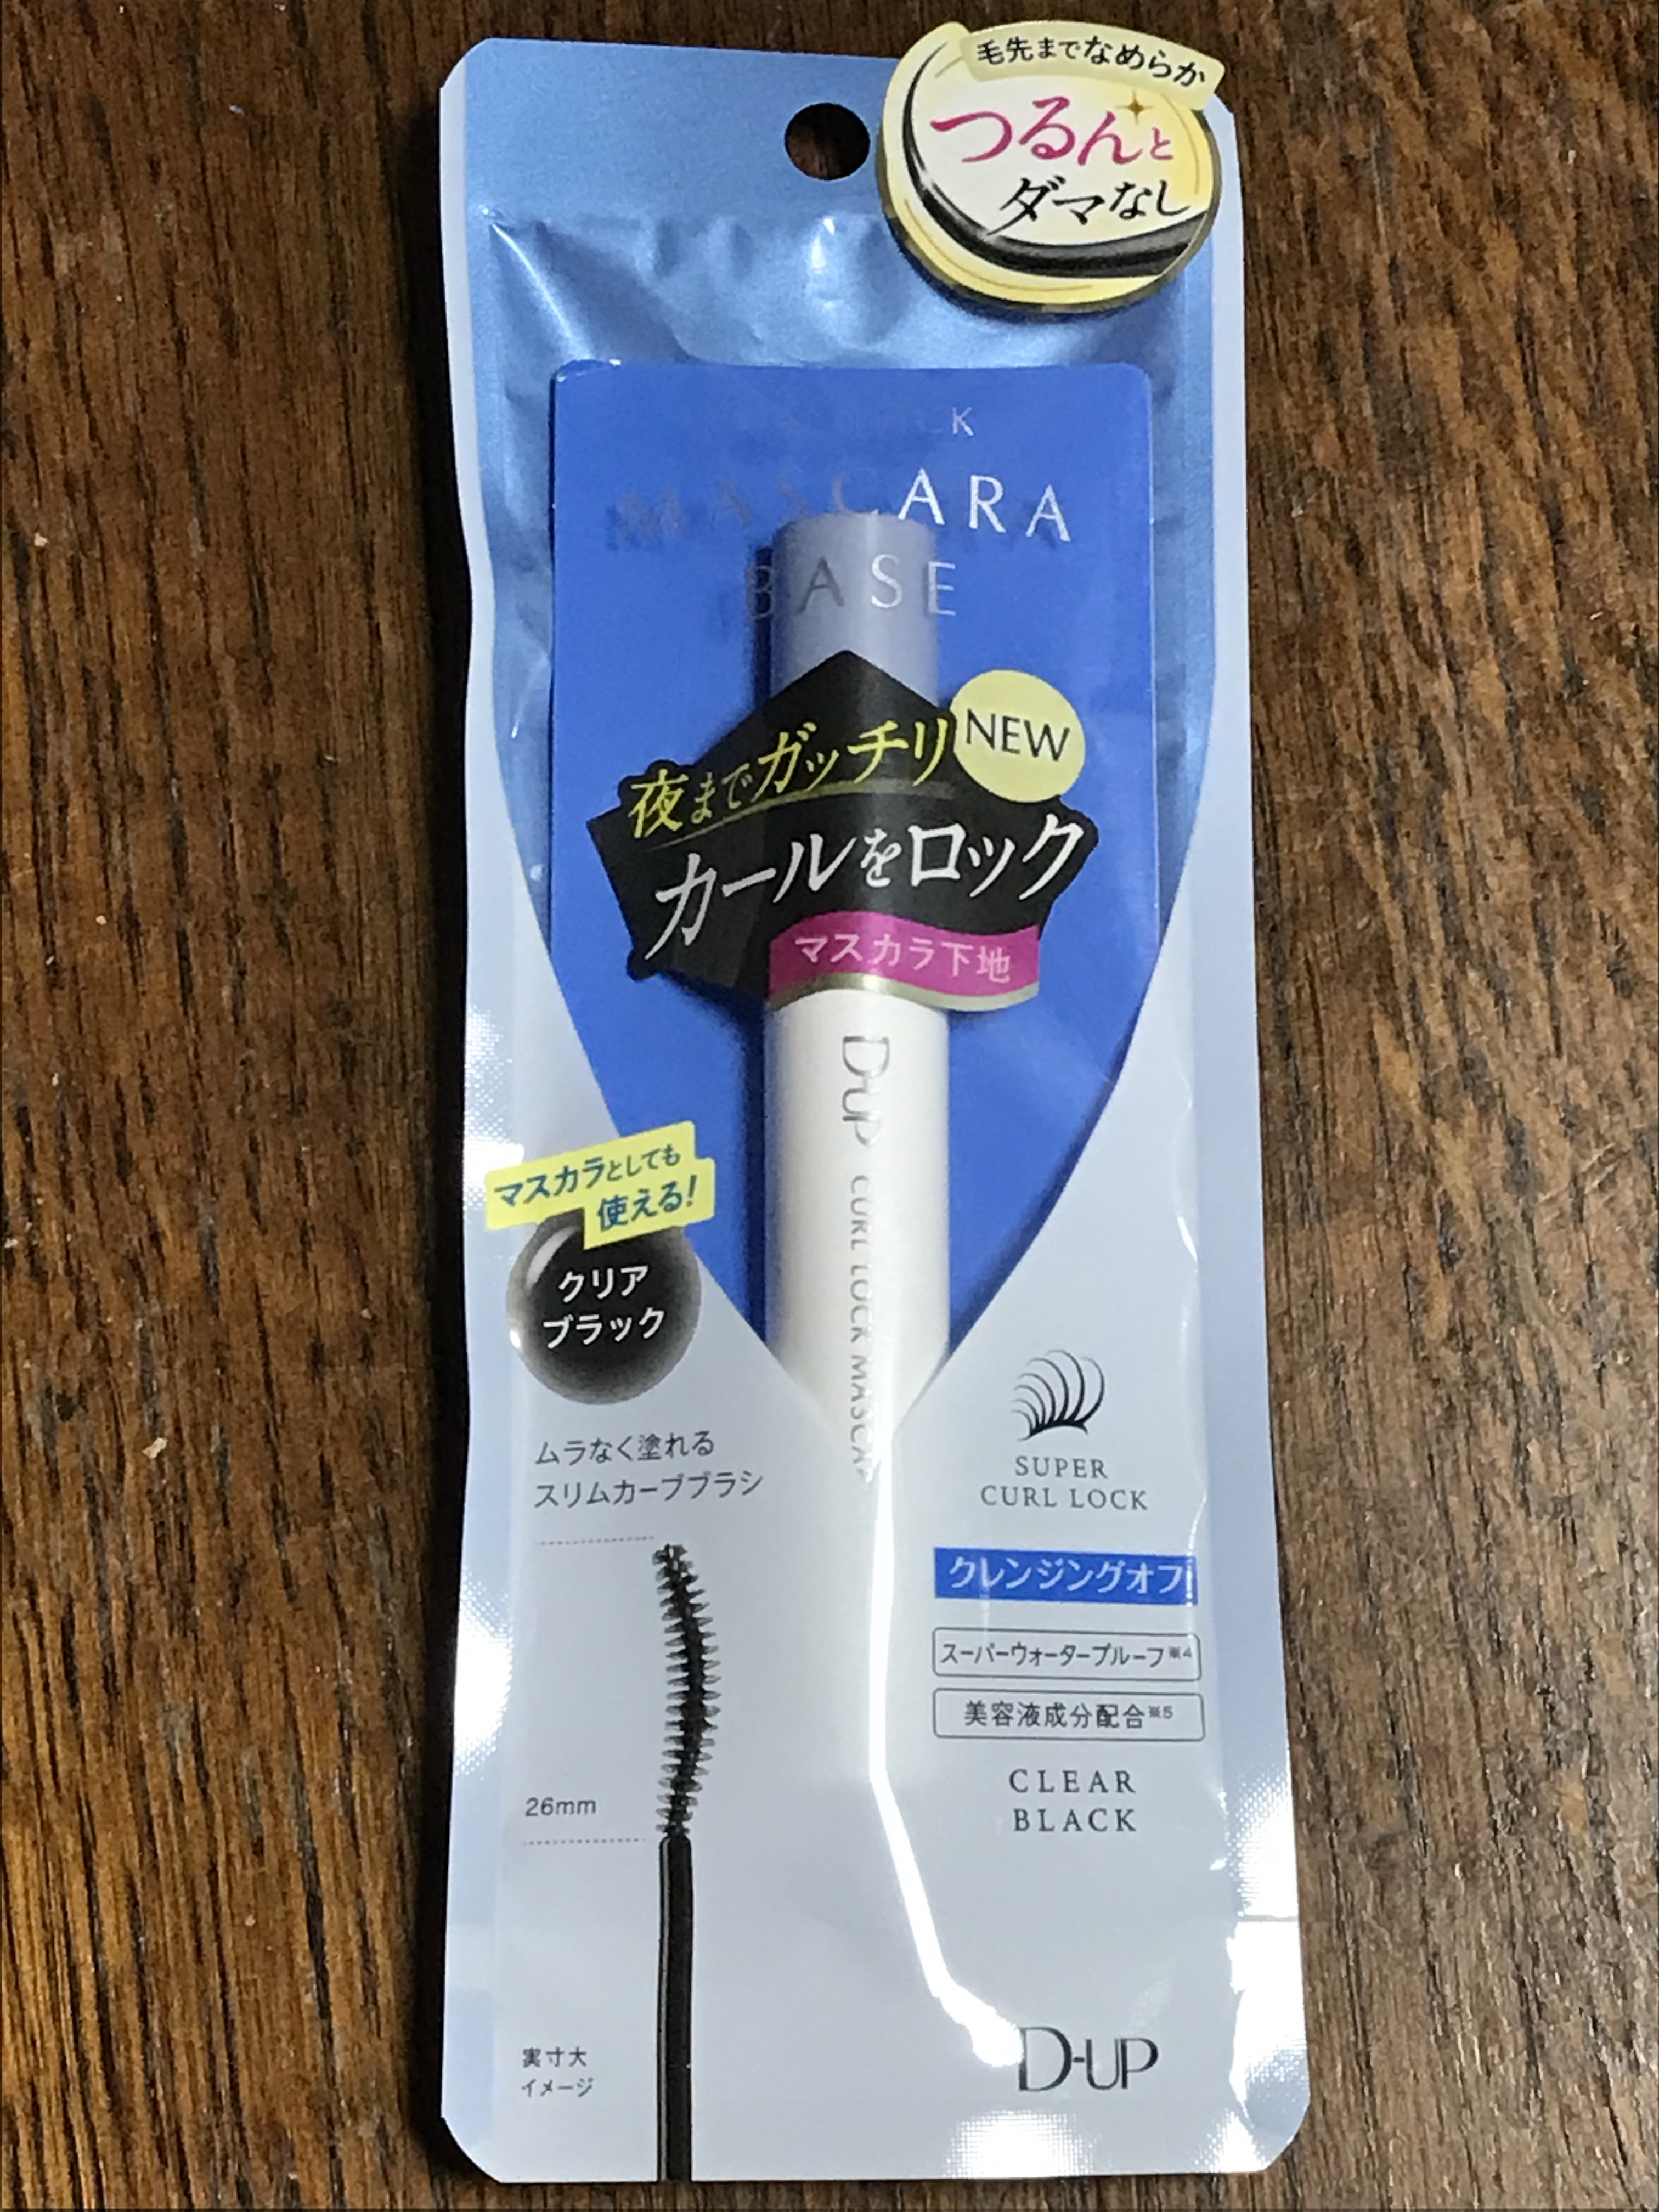 毛先までなめらか
つるんと
ダマなし
MASCARA
BASE
NEW
夜までガッチリ
カールをロック
マスカラ下地
D-UP CURL LOCK
マスカラとしても
使える!
クリア
ブラック
ムラなく塗れる
スリムカーブブラシ
26mm
実寸大
イメージ
SUPER
CURL LOCK
クレンジングオフ
スーパーウォータープルーフ※4
美容液成分配合※5
CLEAR
BLACK
D-UP